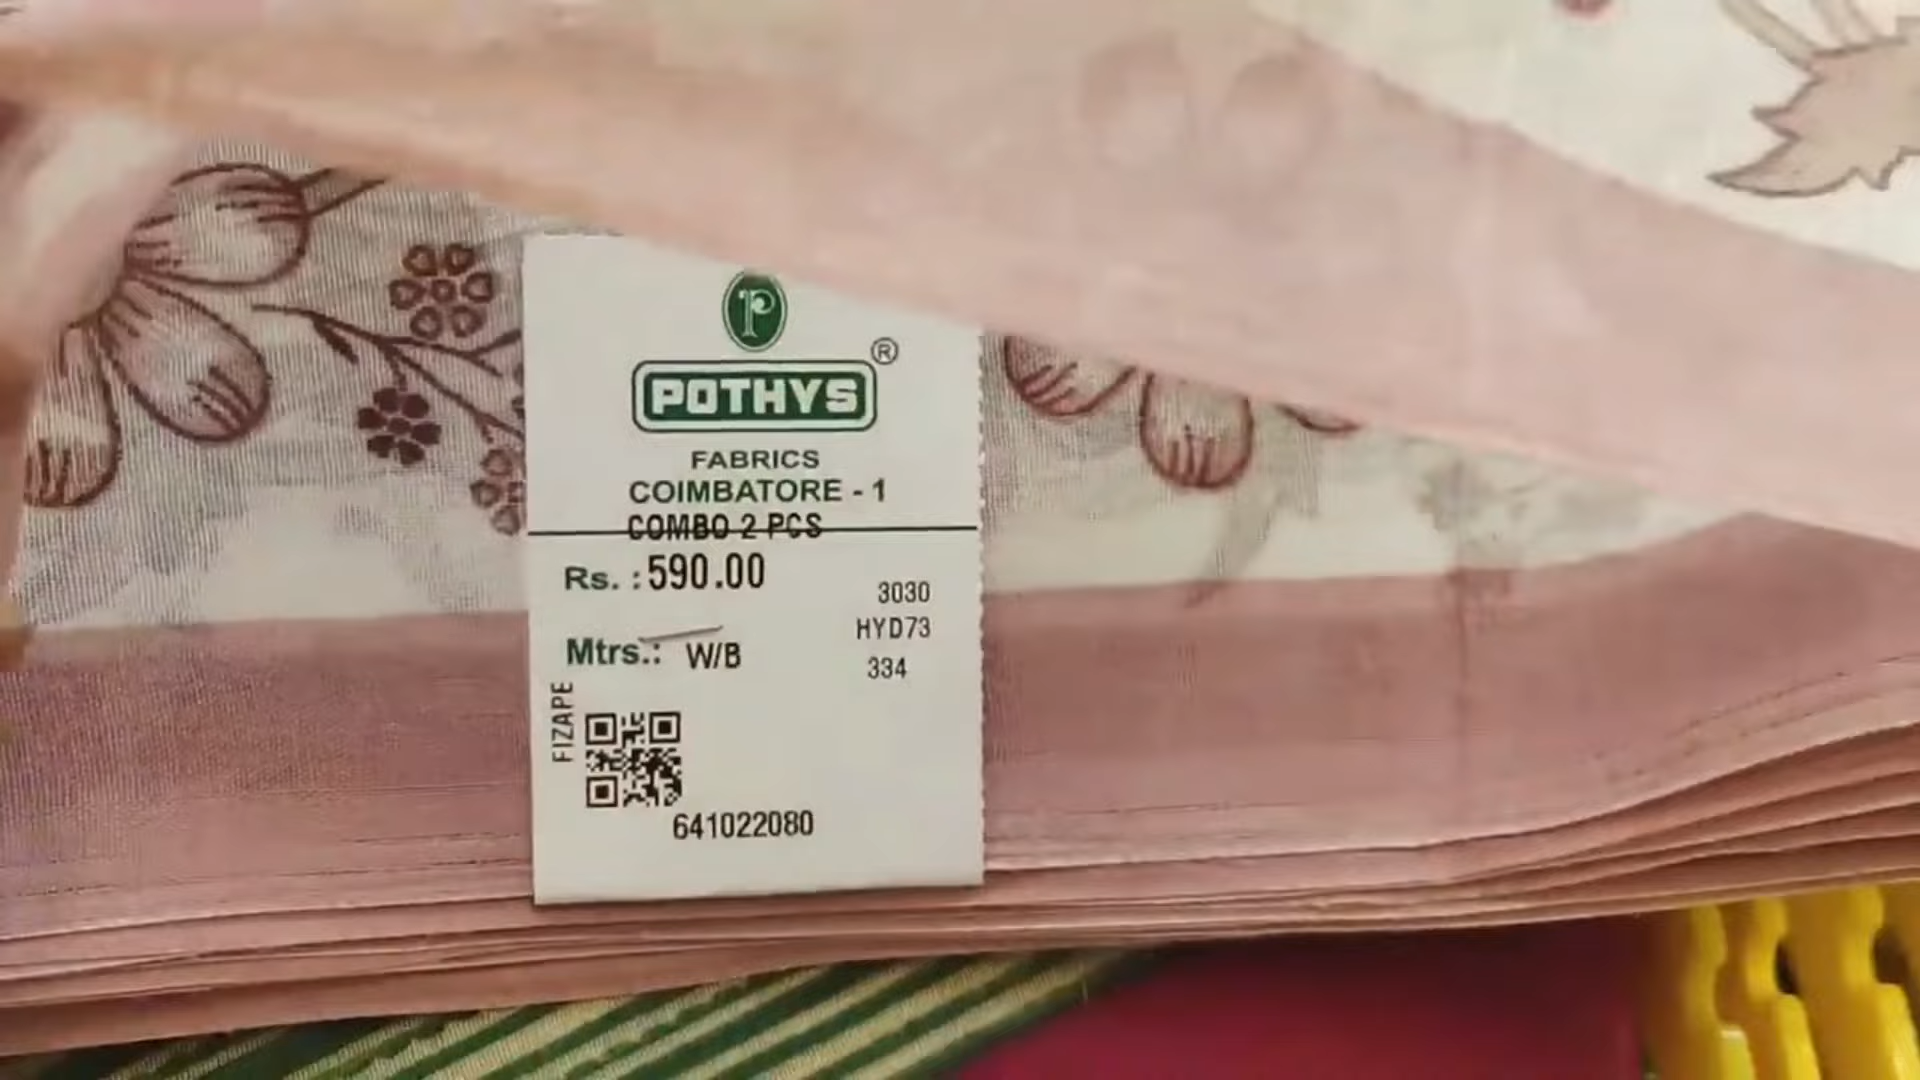 P
POTHYS ®
FABRICS
COIMBATORE - 1
COMBO 2 PCS
Rs. : 590.00
3030
HYD73
Mtrs.: W/B
334
FIZAPE
641022080